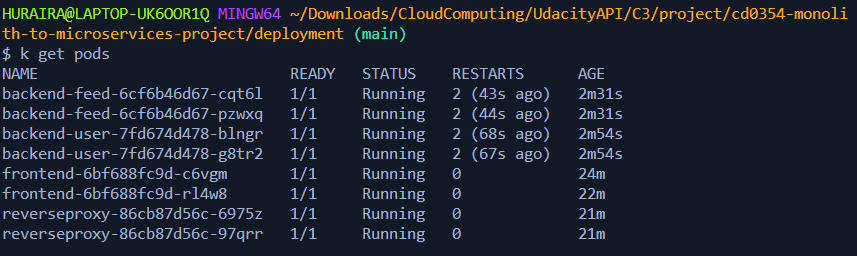 HURAIRA@LAPTOP-UK6OOR1Q MINGW64 ~/Downloads/CloudComputing/UdacityAPI/C3/project/cd0354-monoli
th-to-microservices-project/deployment (main)
$ k get pods
NAME READY STATUS RESTARTS AGE
backend-feed-6cf6b46d67-cqt6l 1/1 Running 2 (43s ago) 2m31s
backend-feed-6cf6b46d67-pzwxq 1/1 Running 2 (44s ago) 2m31s
backend-user-7fd674d478-blngr 1/1 Running 2 (68s ago) 2m54s
backend-user-7fd674d478-g8tr2 1/1 Running 2 (67s ago) 2m54s
frontend-6bf688fc9d-c6vgm 1/1 Running 0 24m
frontend-6bf688fc9d-rl4w8 1/1 Running 0 22m
reverseproxy-86cb87d56c-6975z 1/1 Running 0 21m
reverseproxy-86cb87d56c-97qrr 1/1 Running 0 21m